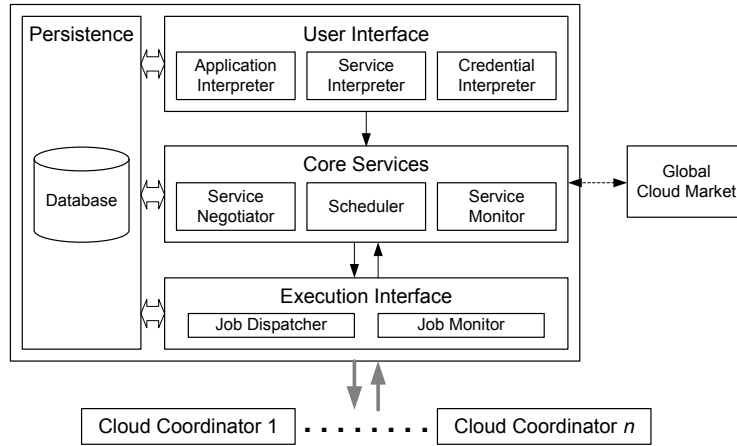 Persistence
Database
User Interface
Application
Interpreter
Service
Interpreter
Credential
Interpreter
Core Services
Service
Negotiator
Scheduler
Service
Monitor
Execution Interface
Job Dispatcher
Job Monitor
Global
Cloud Market
Cloud Coordinator 1
Cloud Coordinator n